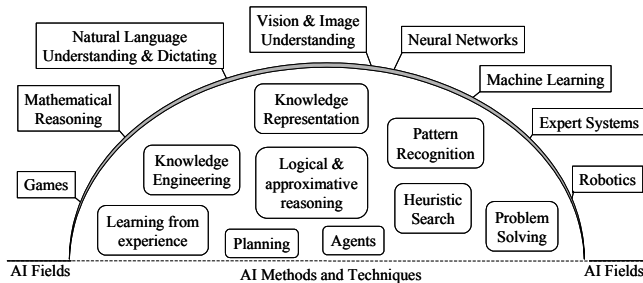 Vision & Image
Understanding
Natural Language
Understanding & Dictating
Neural Networks
Machine Learning
Mathematical
Reasoning
Expert Systems
Games
Robotics
Knowledge
Representation
Pattern
Recognition
Knowledge
Engineering
Logical &
approximative
reasoning
Heuristic
Search
Learning from
experience
Problem
Solving
Planning
Agents
AI Fields
AI Methods and Techniques
AI Fields